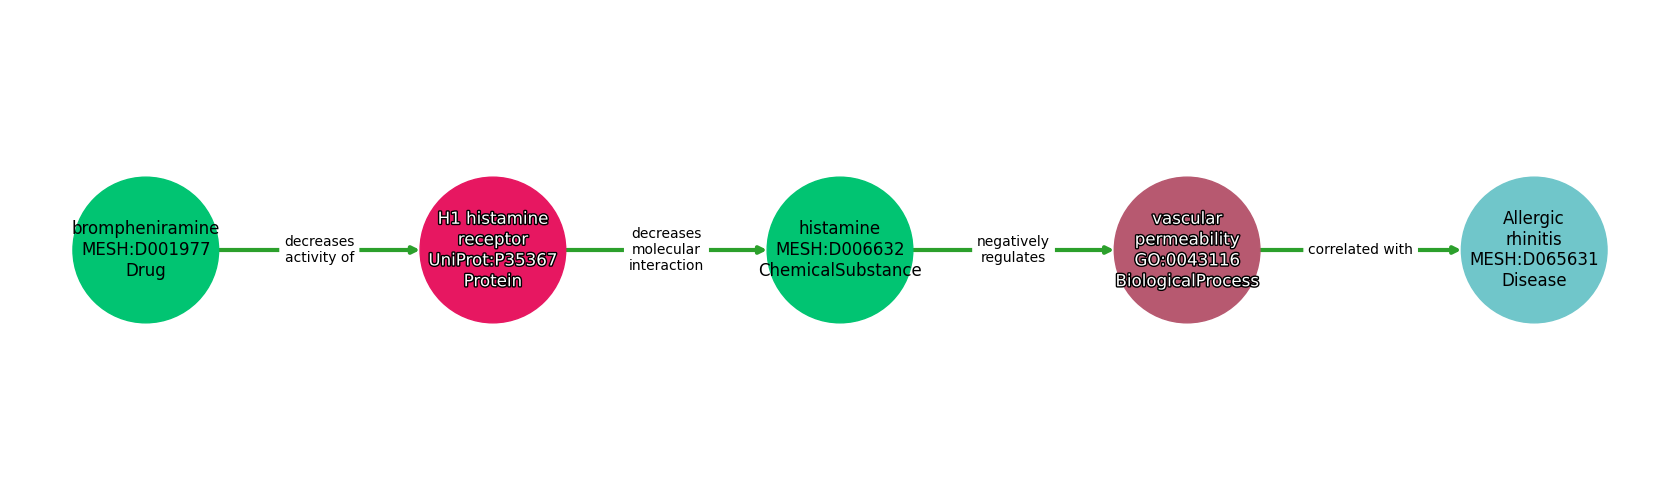 brompheniramine
MESH:D001977
Drug
decreases
activity of
H1 histamine
receptor
UniProt:P35367
Protein
decreases
molecular
interaction
histamine
MESH:D006632
ChemicalSubstance
negatively
regulates
vascular
permeability
GO:0043116
BiologicalProcess
correlated with
Allergic
rhinitis
MESH:D065631
Disease